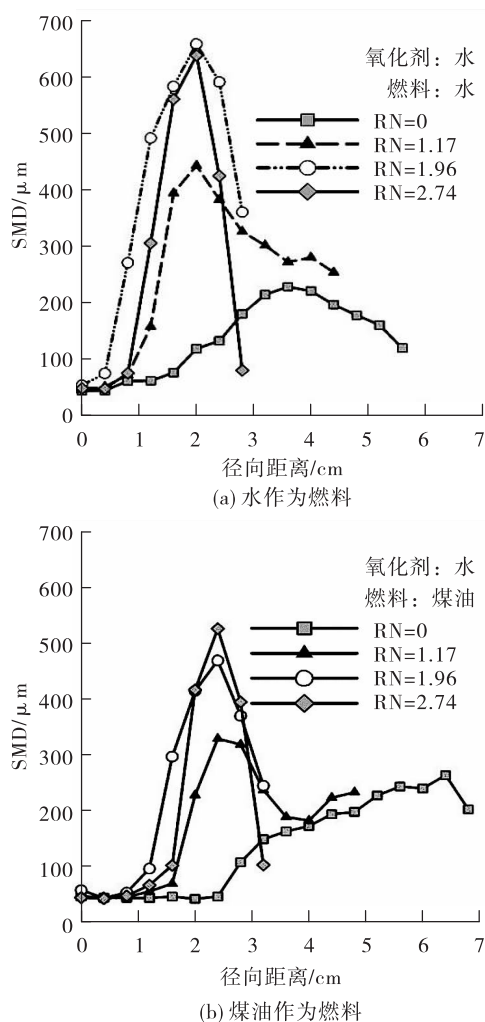 700
600
500
400
300
200
100
0
SMD/μm
氧化剂：水
燃料：水
RN=0
RN=1.17
RN=1.96
RN=2.74
0 1 2 3 4 5 6 7
径向距离/cm
(a) 水作为燃料
700
600
500
400
300
200
100
0
SMD/μm
氧化剂：水
燃料：煤油
RN=0
RN=1.17
RN=1.96
RN=2.74
0 1 2 3 4 5 6 7
径向距离/cm
(b) 煤油作为燃料